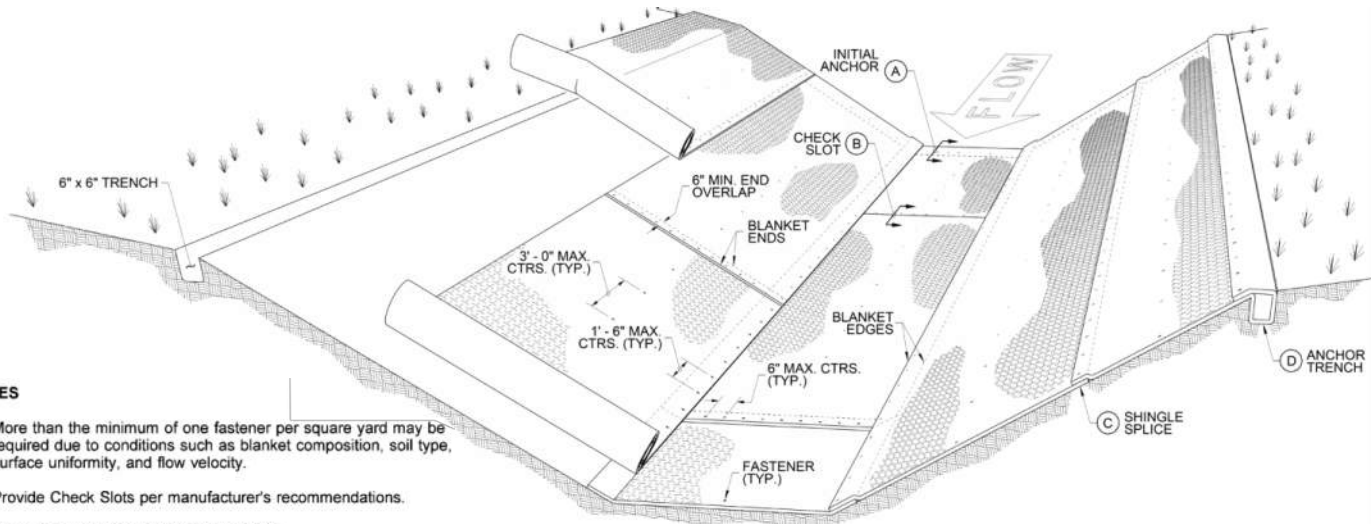 INITIAL
ANCHOR
A
FLOW
CHECK
SLOT
B
6" x 6" TRENCH
6" MIN. END
OVERLAP
BLANKET
ENDS
3' - 0" MAX.
CTRS. (TYP.)
1' - 6" MAX.
CTRS. (TYP.)
BLANKET
EDGES
6" MAX. CTRS.
(TYP.)
D ANCHOR
TRENCH
C SHINGLE
SPLICE
FASTENER
(TYP.)
ES
More than the minimum of one fastener per square yard may be
equired due to conditions such as blanket composition, soil type,
urface uniformity, and flow velocity.
Provide Check Slots per manufacturer's recommendations.